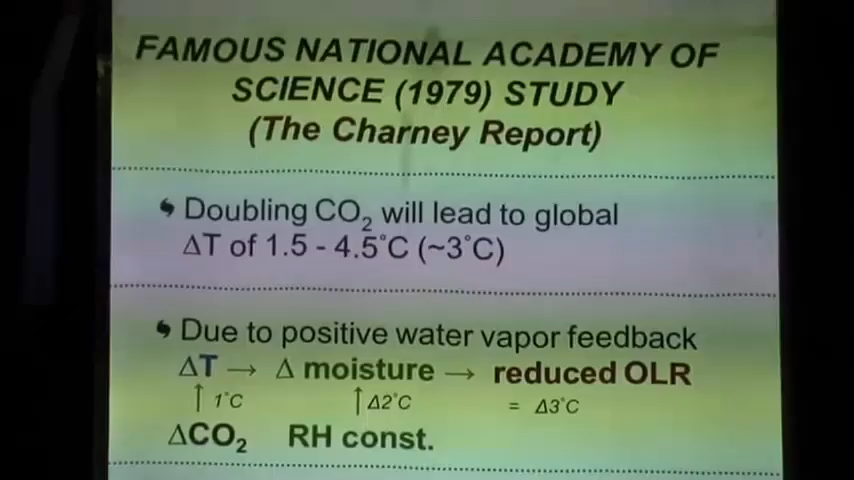 FAMOUS NATIONAL ACADEMY OF
SCIENCE (1979) STUDY
(The Charney Report)
Doubling CO₂ will lead to global
ΔT of 1.5 - 4.5°C (~3°C)
Due to positive water vapor feedback
ΔT → Δ moisture → reduced OLR
↑ 1°C ↑ Δ2°C = Δ3°C
ΔCO₂ RH const.